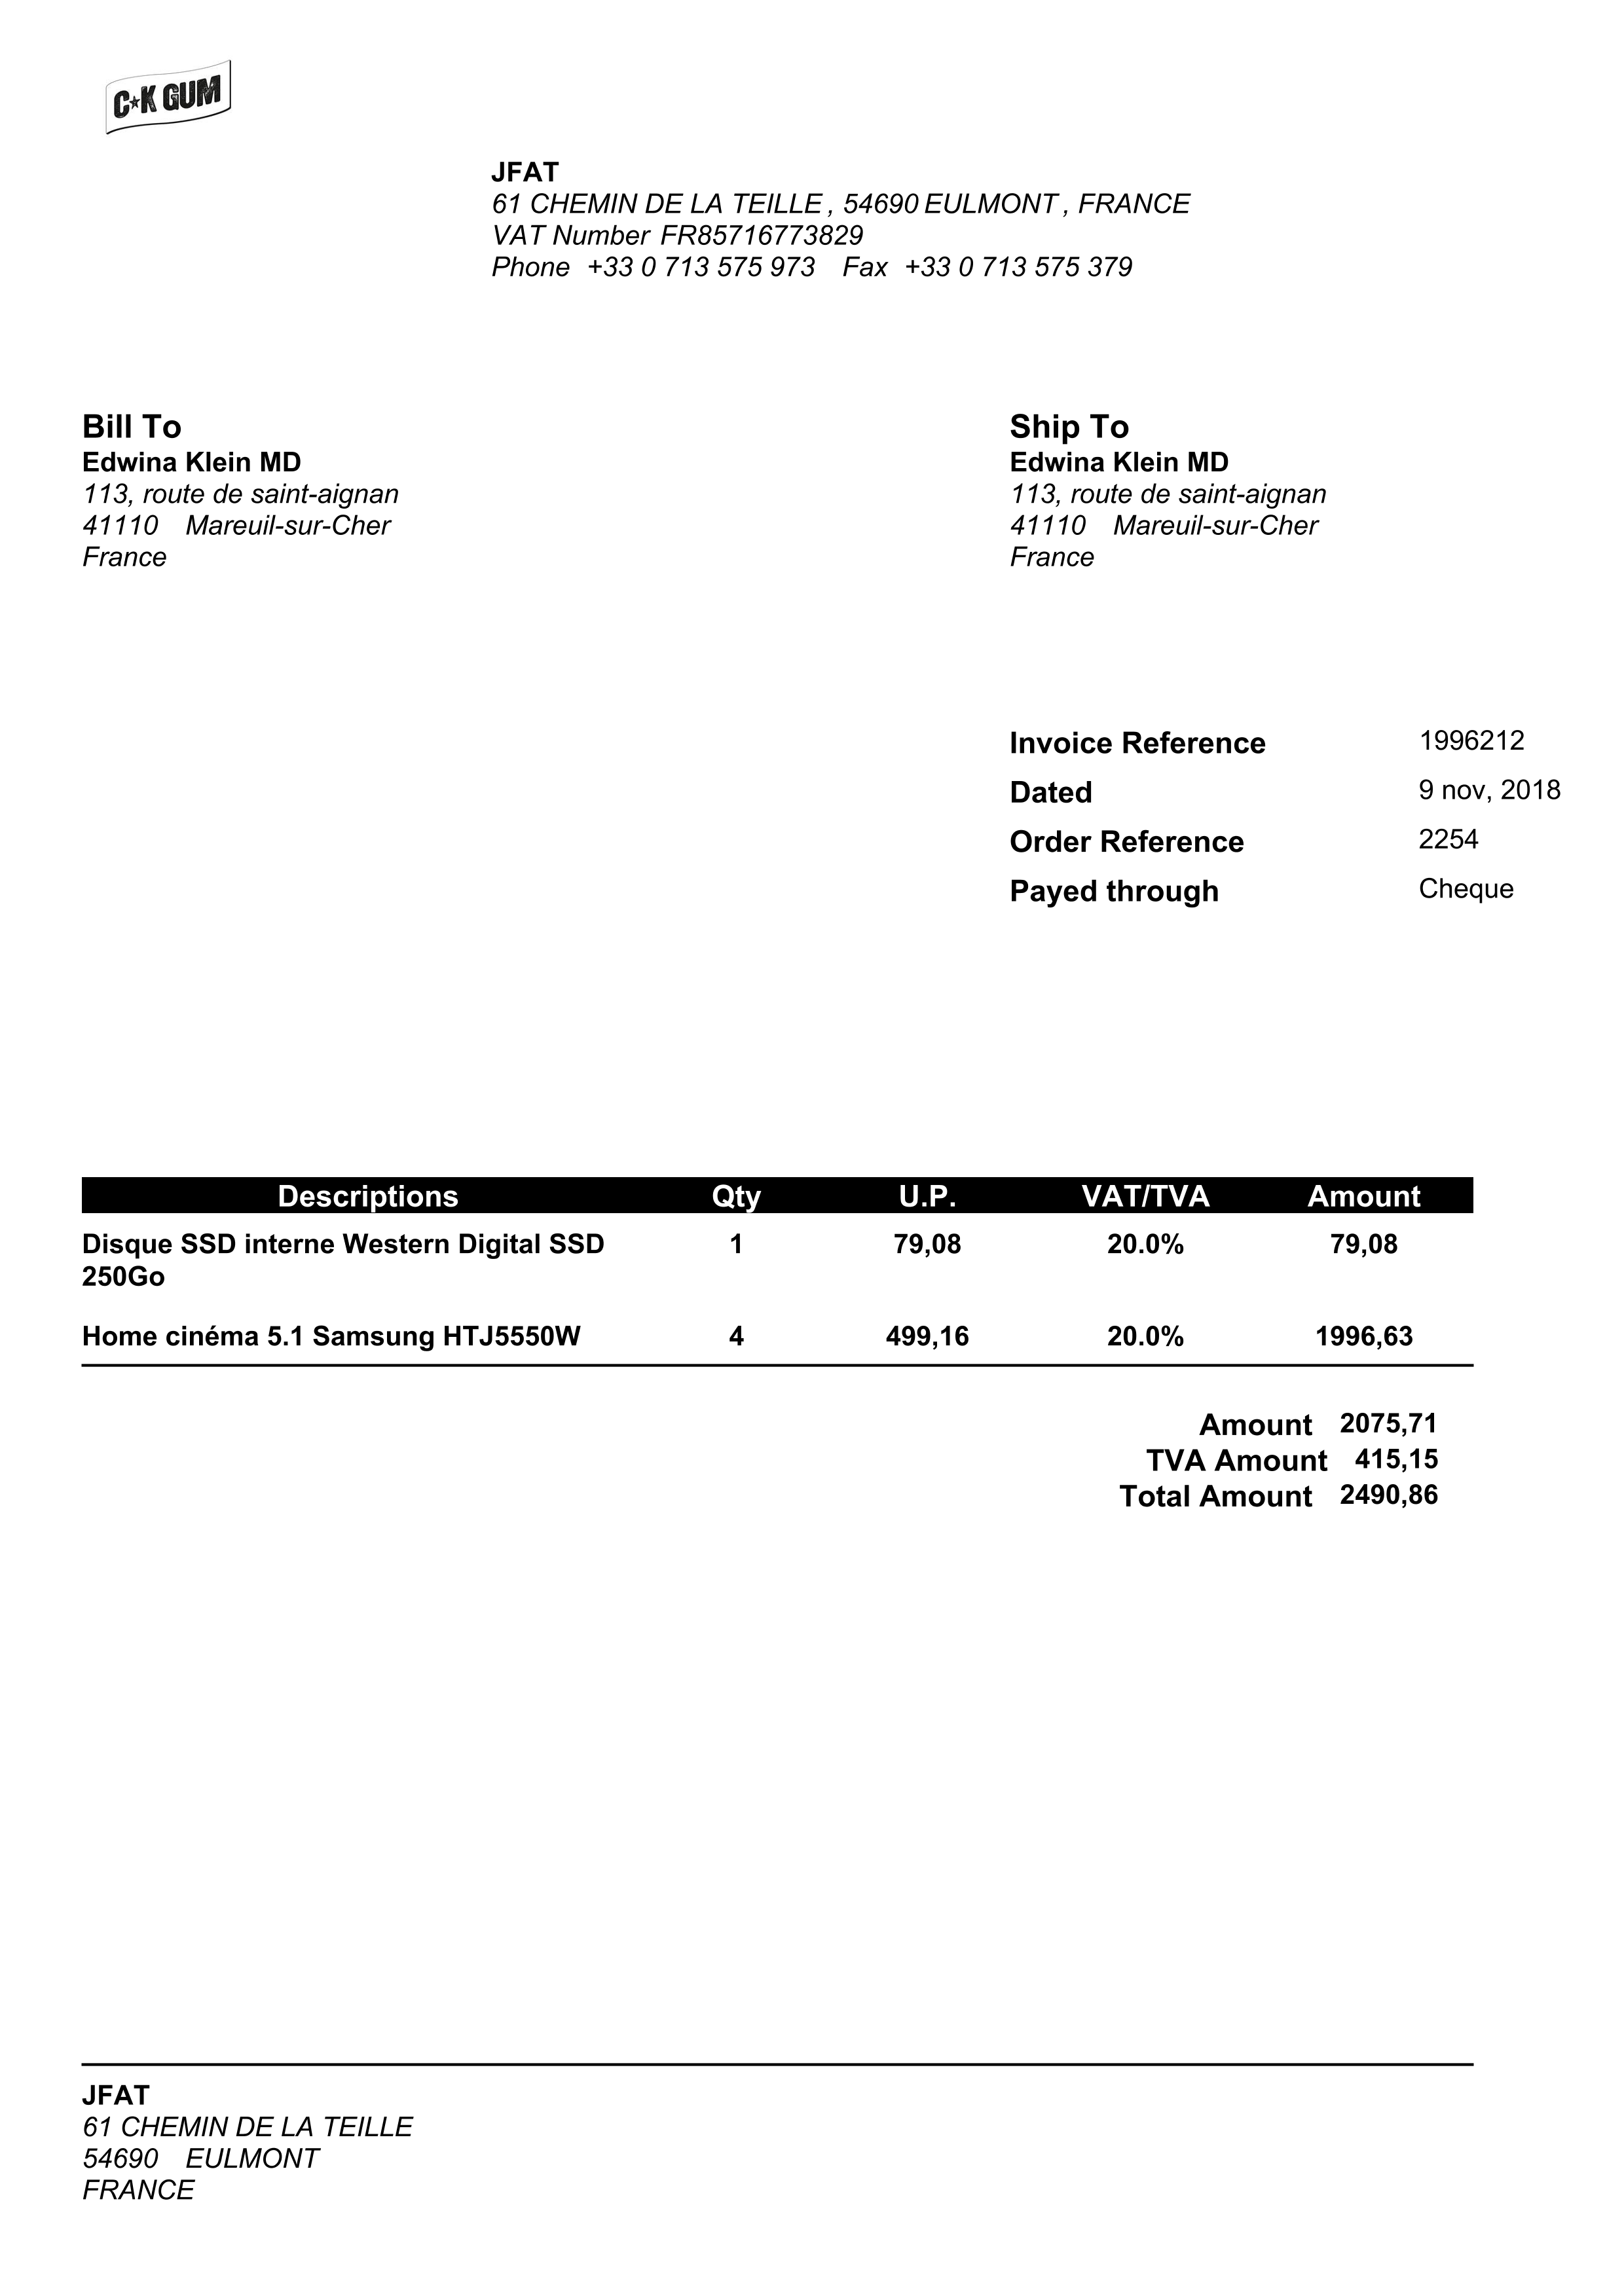 C★K GUM
JFAT
61 CHEMIN DE LA TEILLE , 54690 EULMONT , FRANCE
VAT Number FR85716773829
Phone +33 0 713 575 973 Fax +33 0 713 575 379
Bill To
Edwina Klein MD
113, route de saint-aignan
41110 Mareuil-sur-Cher
France
Ship To
Edwina Klein MD
113, route de saint-aignan
41110 Mareuil-sur-Cher
France
Invoice Reference 1996212
Dated 9 nov, 2018
Order Reference 2254
Payed through Cheque
Descriptions Qty U.P. VAT/TVA Amount
Disque SSD interne Western Digital SSD 1 79,08 20.0% 79,08
250Go
Home cinéma 5.1 Samsung HTJ5550W 4 499,16 20.0% 1996,63
Amount 2075,71
TVA Amount 415,15
Total Amount 2490,86
JFAT
61 CHEMIN DE LA TEILLE
54690 EULMONT
FRANCE